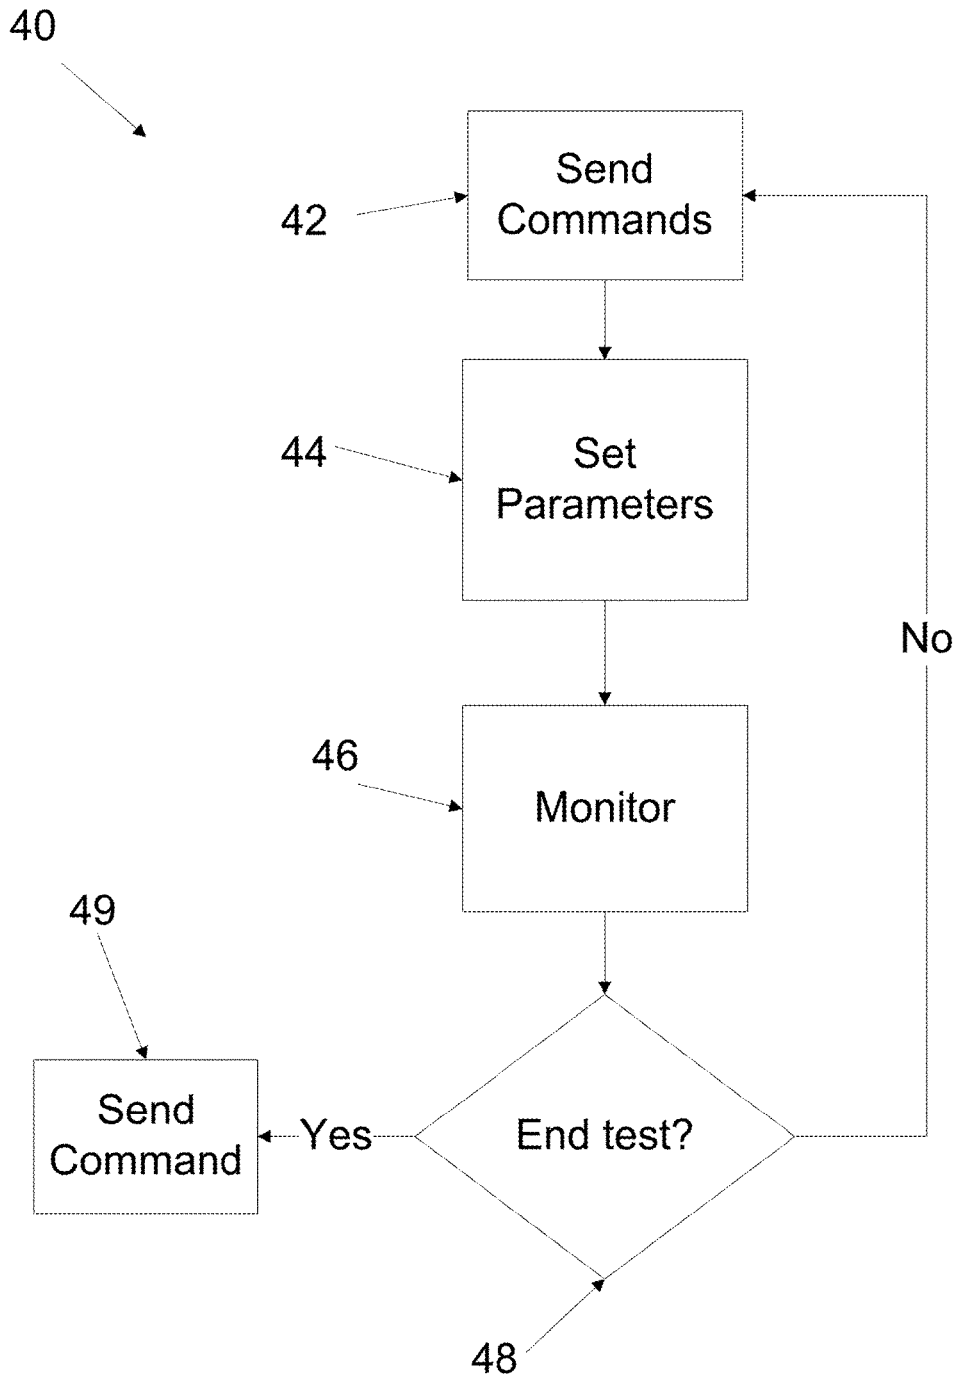 40
Send
Commands
42
Set
Parameters
44
No
Monitor
46
49
Send
Command
Yes
End test?
48